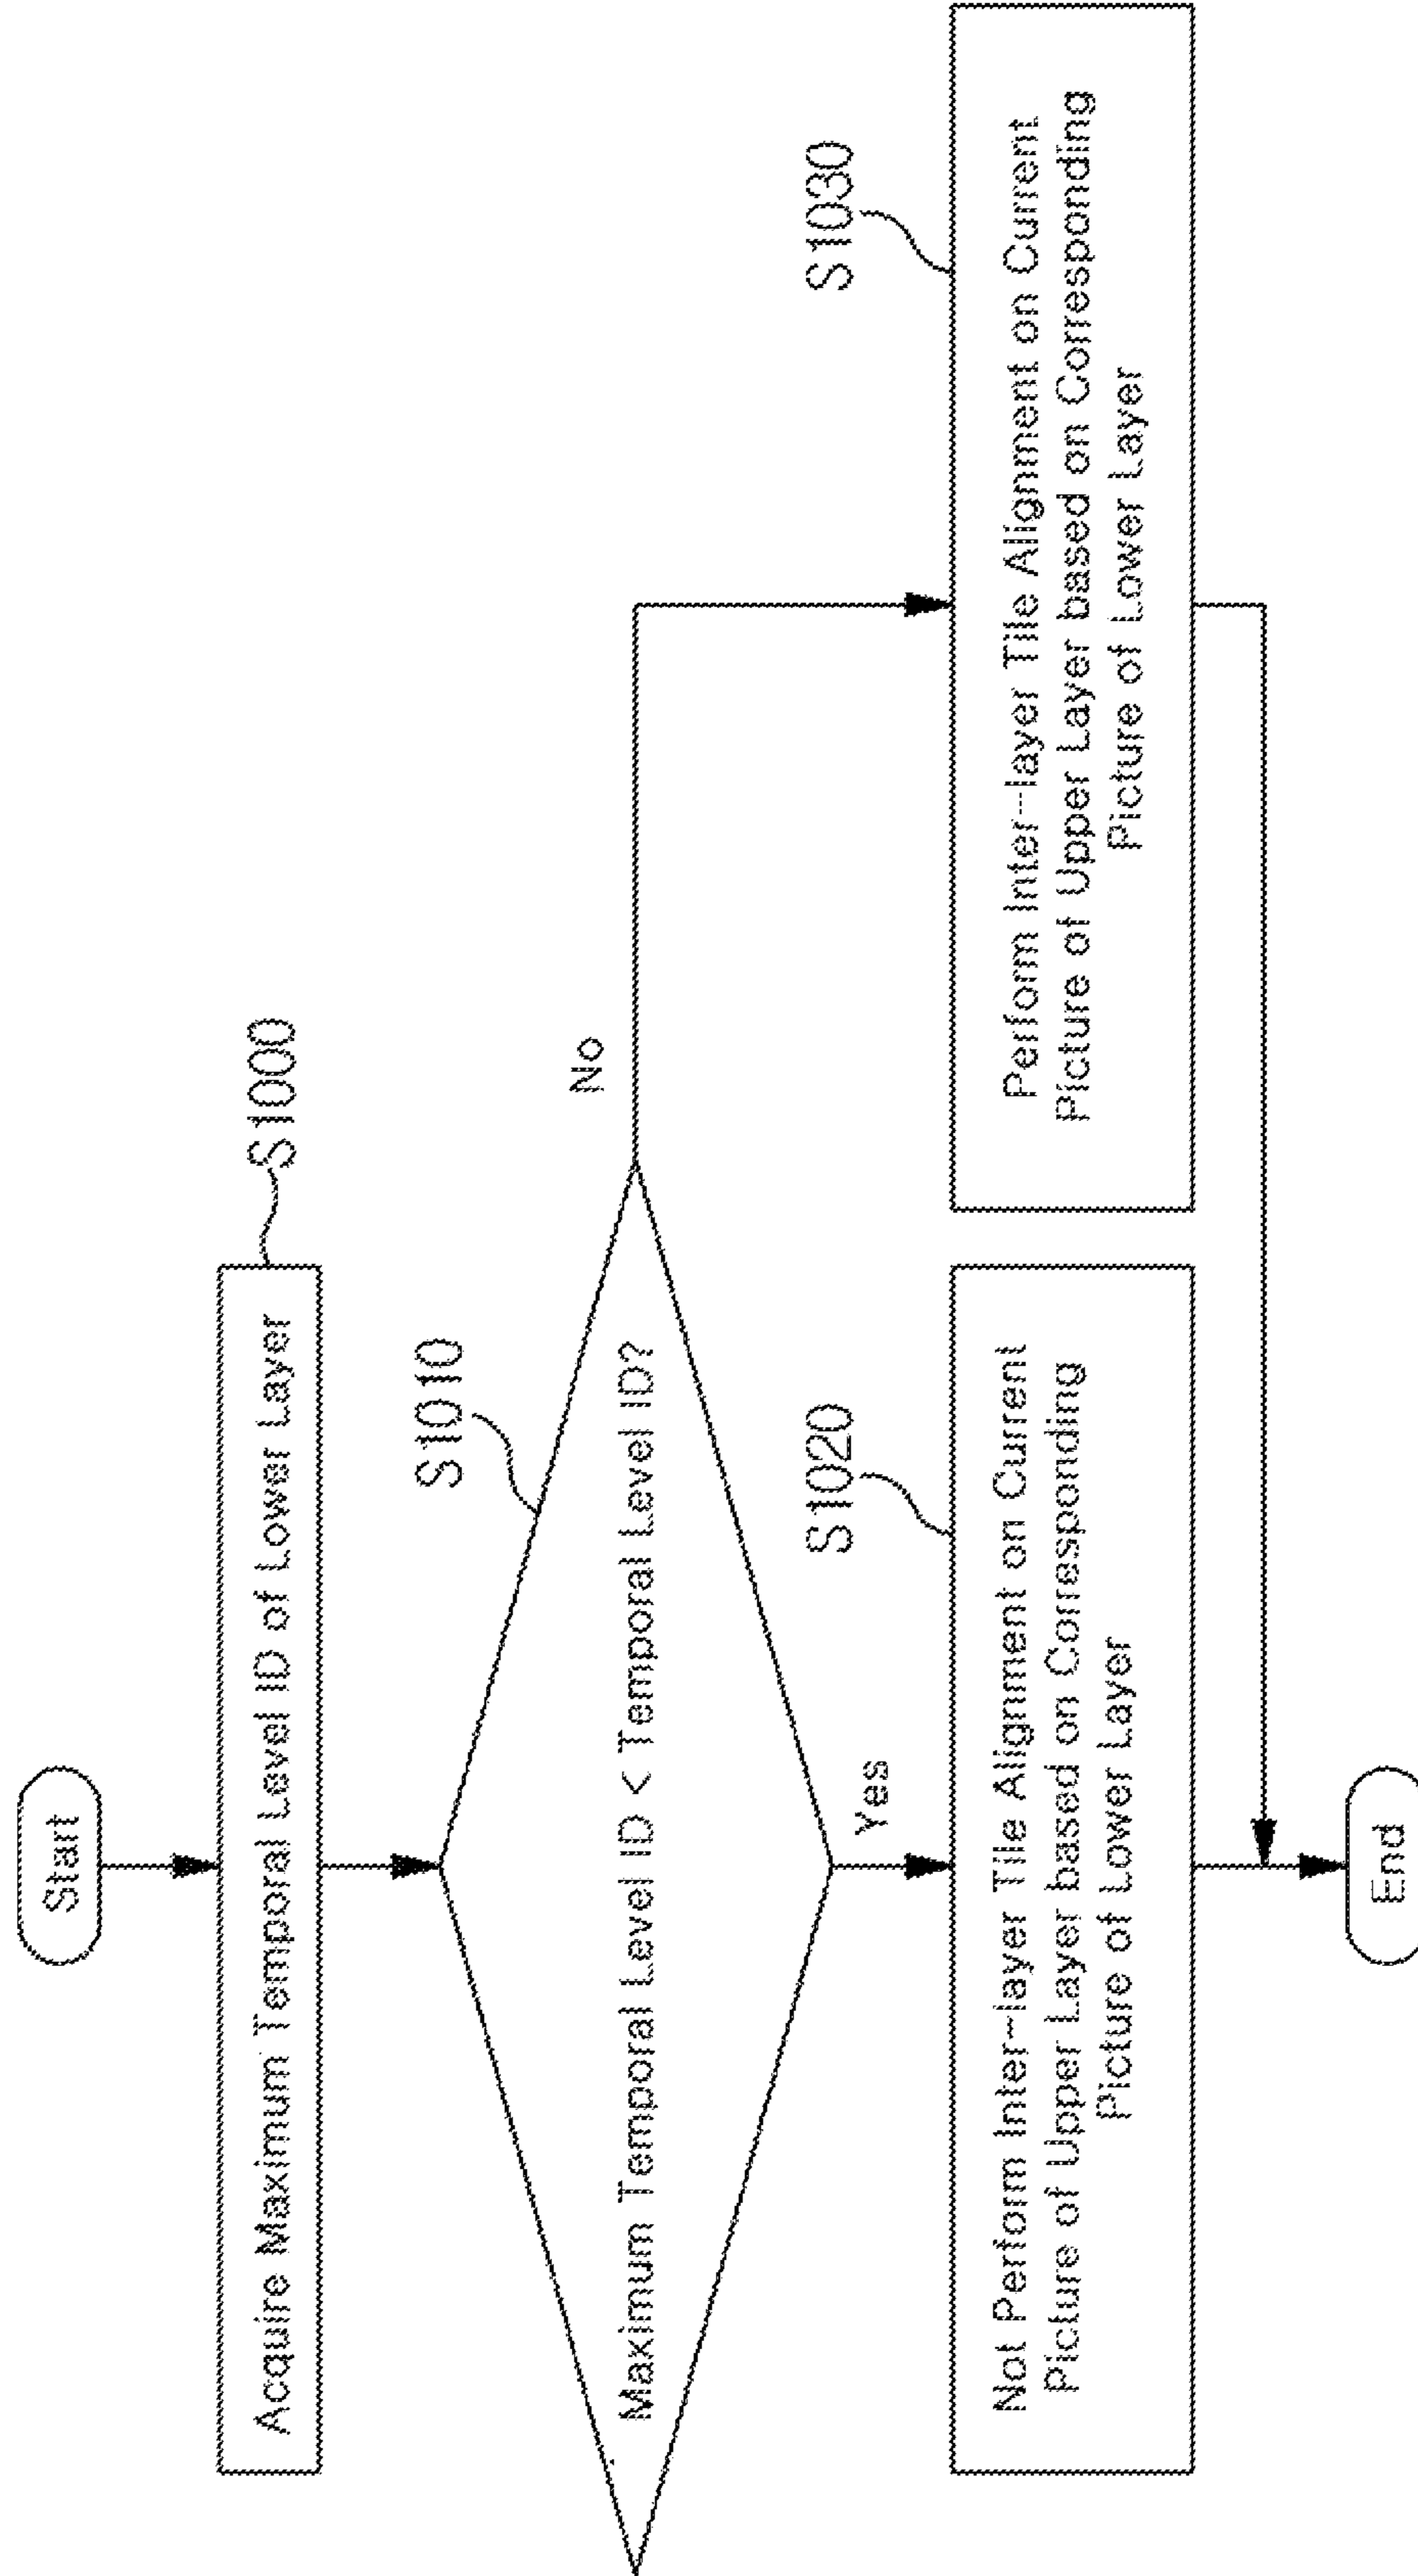 Start
Acquire Maximum Temporal Level ID of Lower Layer
S1000
S1010
Maximum Temporal Level ID < Temporal Level ID?
No
Yes
S1020
Not Perform Inter-layer Tile Alignment on Current
Picture of Upper Layer based on Corresponding
Picture of Lower Layer
S1030
Perform Inter-layer Tile Alignment on Current
Picture of Upper Layer based on Corresponding
Picture of Lower Layer
End